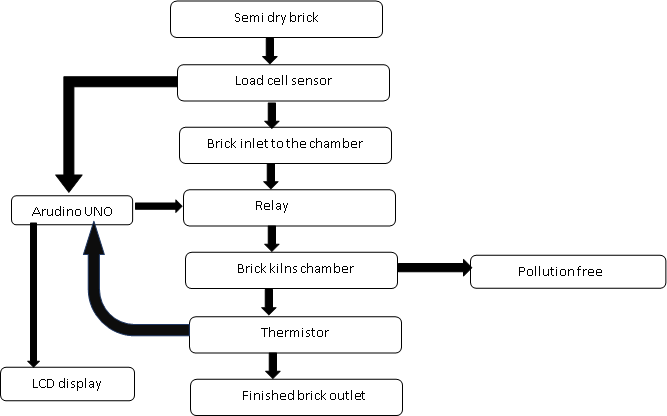 Semi dry brick
Load cell sensor
Brick inlet to the chamber
Arudino UNO
Relay
Brick kilns chamber
Pollution free
Thermistor
LCD display
Finished brick outlet